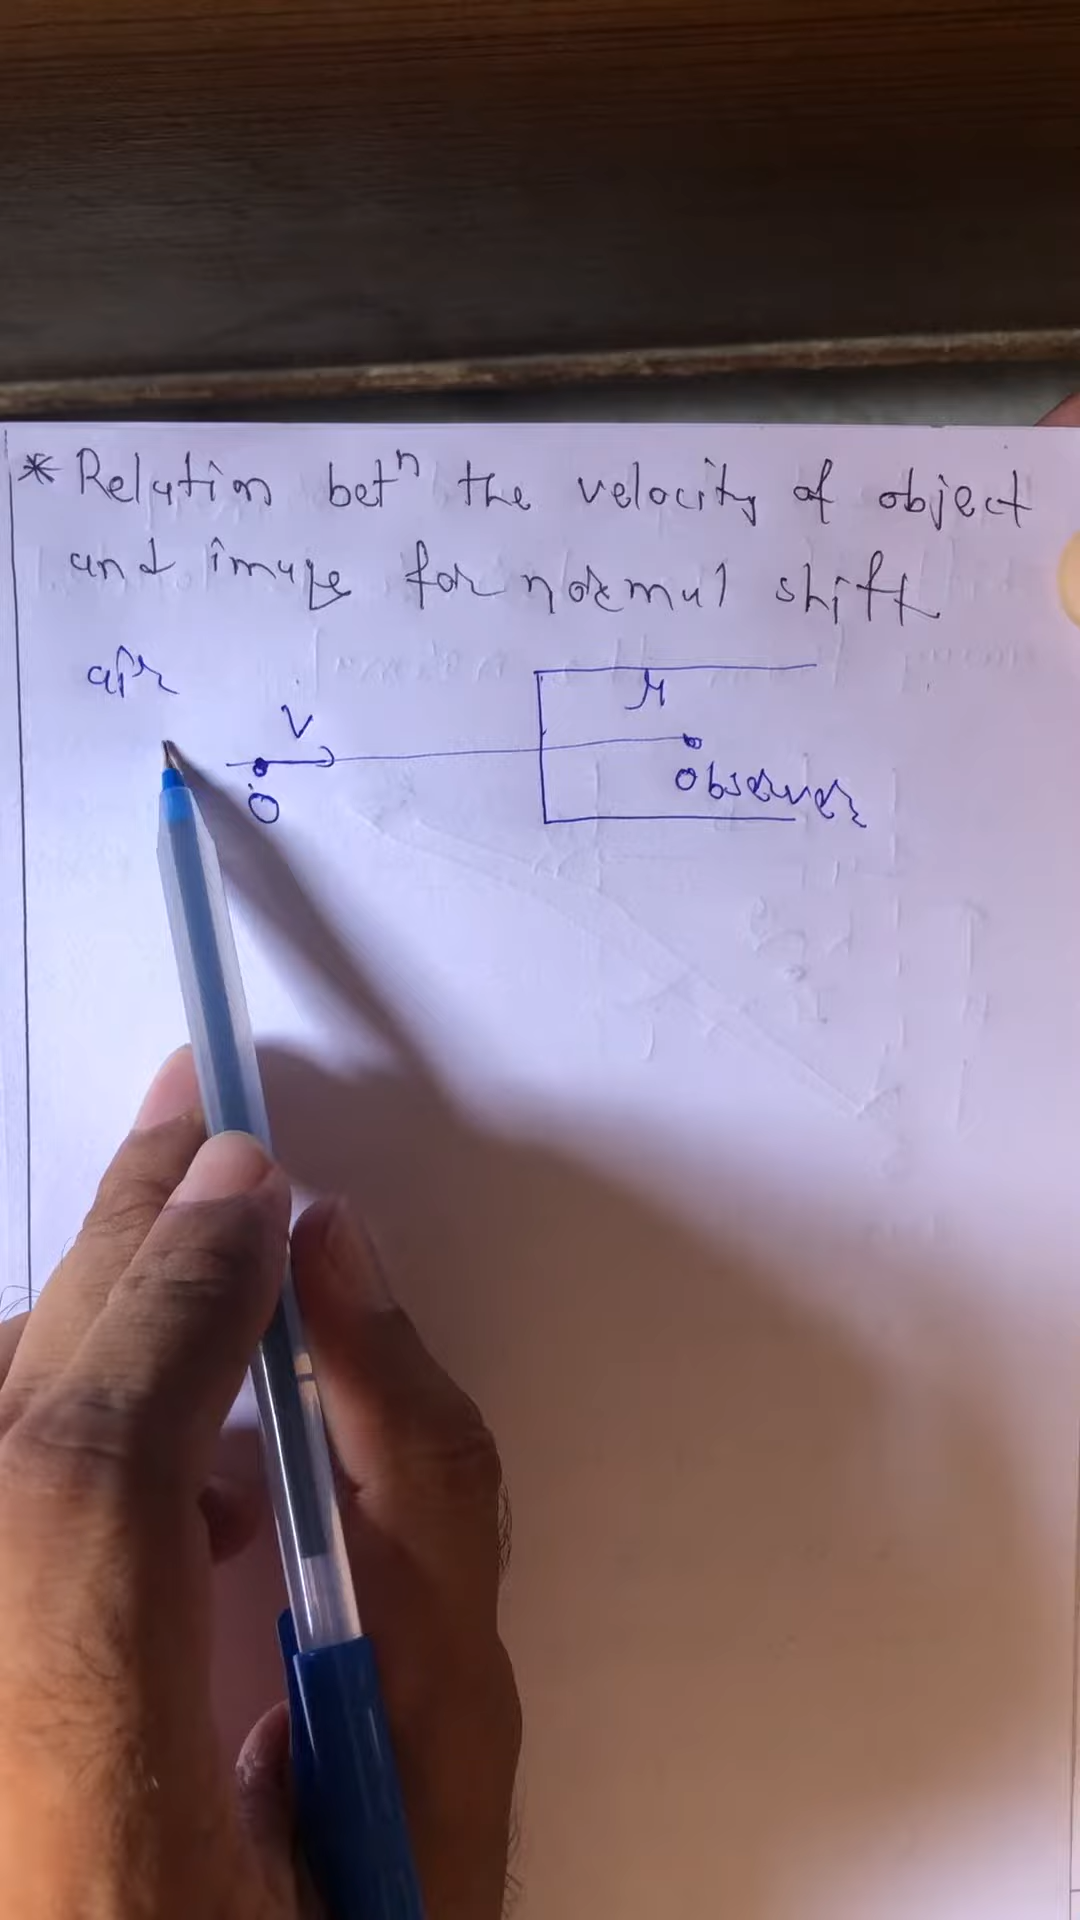 * Relation betⁿ the velocity of object
and image for normal shift
air
V
μ
O
Observer